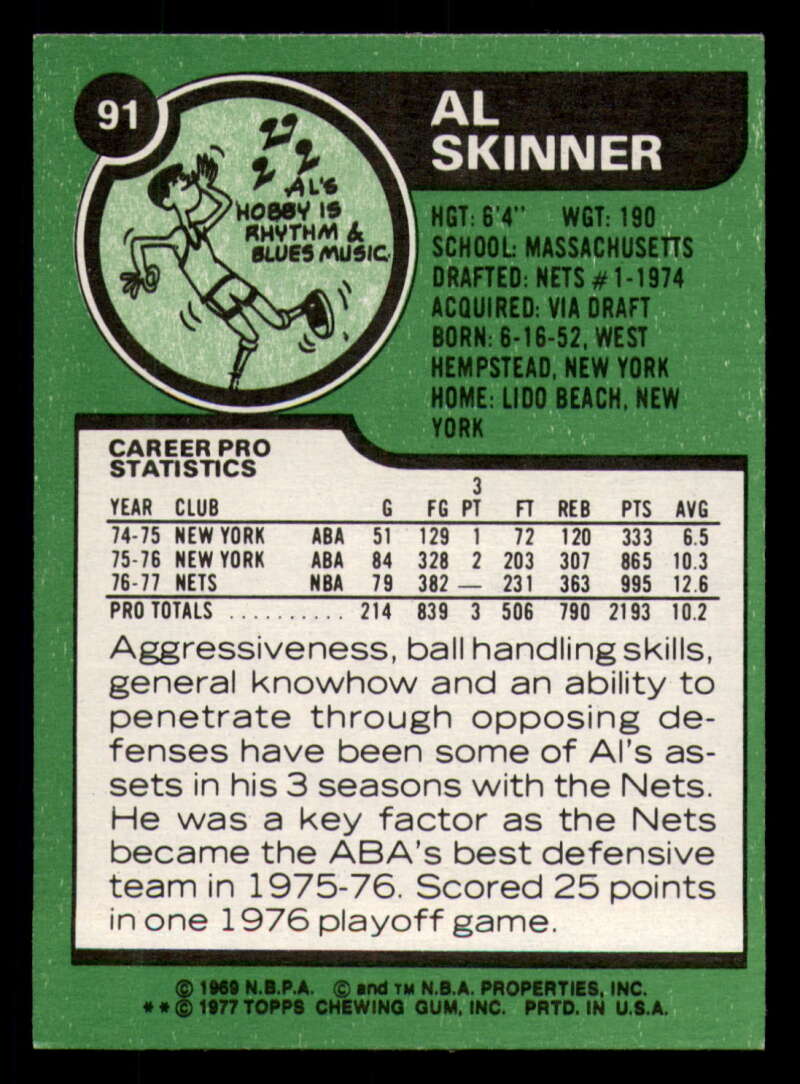 91
AL
SKINNER
AL'S
HOBBY IS
RHYTHM &
BLUES MUSIC.
HGT: 6'4" WGT: 190
SCHOOL: MASSACHUSETTS
DRAFTED: NETS #1-1974
ACQUIRED: VIA DRAFT
BORN: 6-16-52, WEST
HEMPSTEAD, NEW YORK
HOME: LIDO BEACH, NEW
YORK
CAREER PRO
STATISTICS
3
YEAR CLUB G FG PT FT REB PTS AVG
74-75 NEW YORK ABA 51 129 1 72 120 333 6.5
75-76 NEW YORK ABA 84 328 2 203 307 865 10.3
76-77 NETS NBA 79 382 — 231 363 995 12.6
PRO TOTALS .......... 214 839 3 506 790 2193 10.2
Aggressiveness, ball handling skills,
general knowhow and an ability to
penetrate through opposing de-
fenses have been some of Al's as-
sets in his 3 seasons with the Nets.
He was a key factor as the Nets
became the ABA's best defensive
team in 1975-76. Scored 25 points
in one 1976 playoff game.
© 1969 N.B.P.A. © and TM N.B.A. PROPERTIES, INC.
**© 1977 TOPPS CHEWING GUM, INC. PRTD. IN U.S.A.